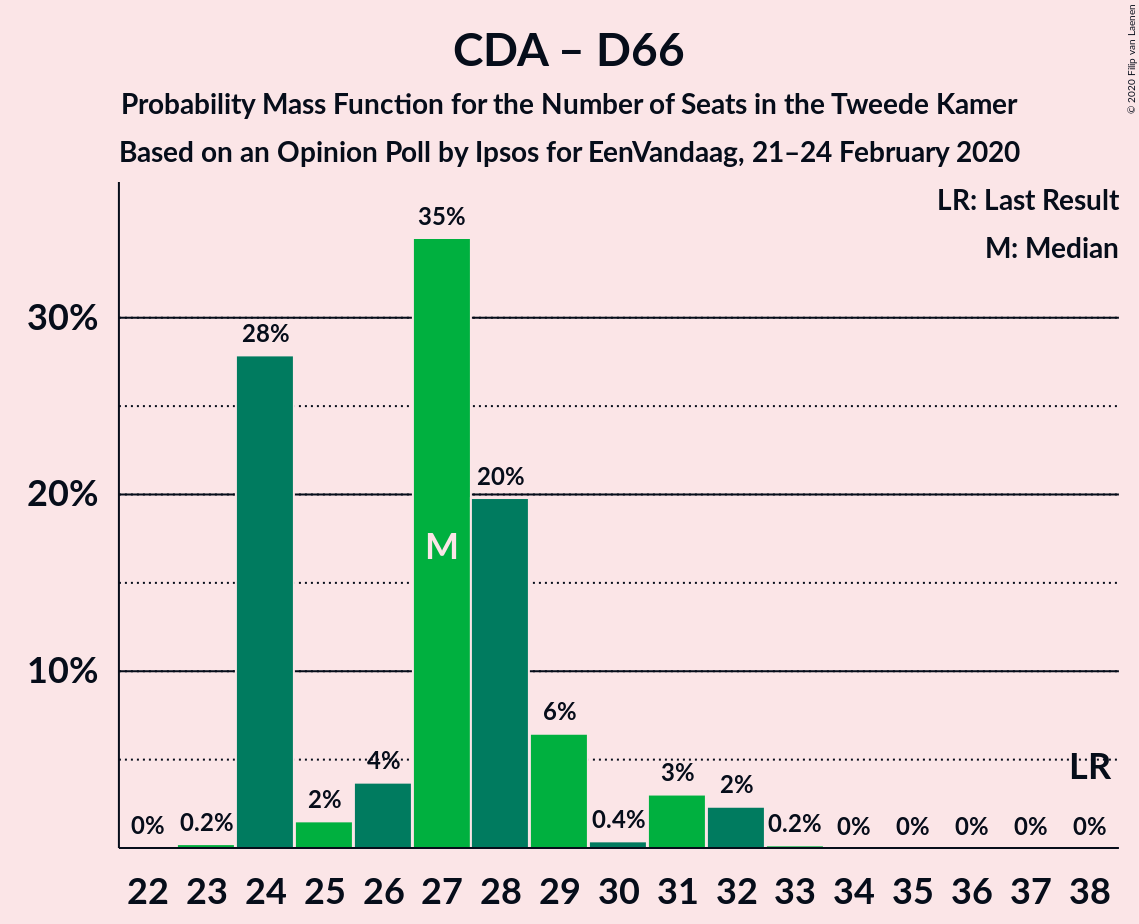 CDA – D66
Probability Mass Function for the Number of Seats in the Tweede Kamer
Based on an Opinion Poll by Ipsos for EenVandaag, 21–24 February 2020
© 2020 Filip van Laenen
LR: Last Result
M: Median
35%
30%
28%
20%
20%
M
10%
6%
4%
LR
3%
2%
2%
0%
0.2%
0.4%
0.2%
0%
0%
0%
0%
0%
22 23 24 25 26 27 28 29 30 31 32 33 34 35 36 37 38